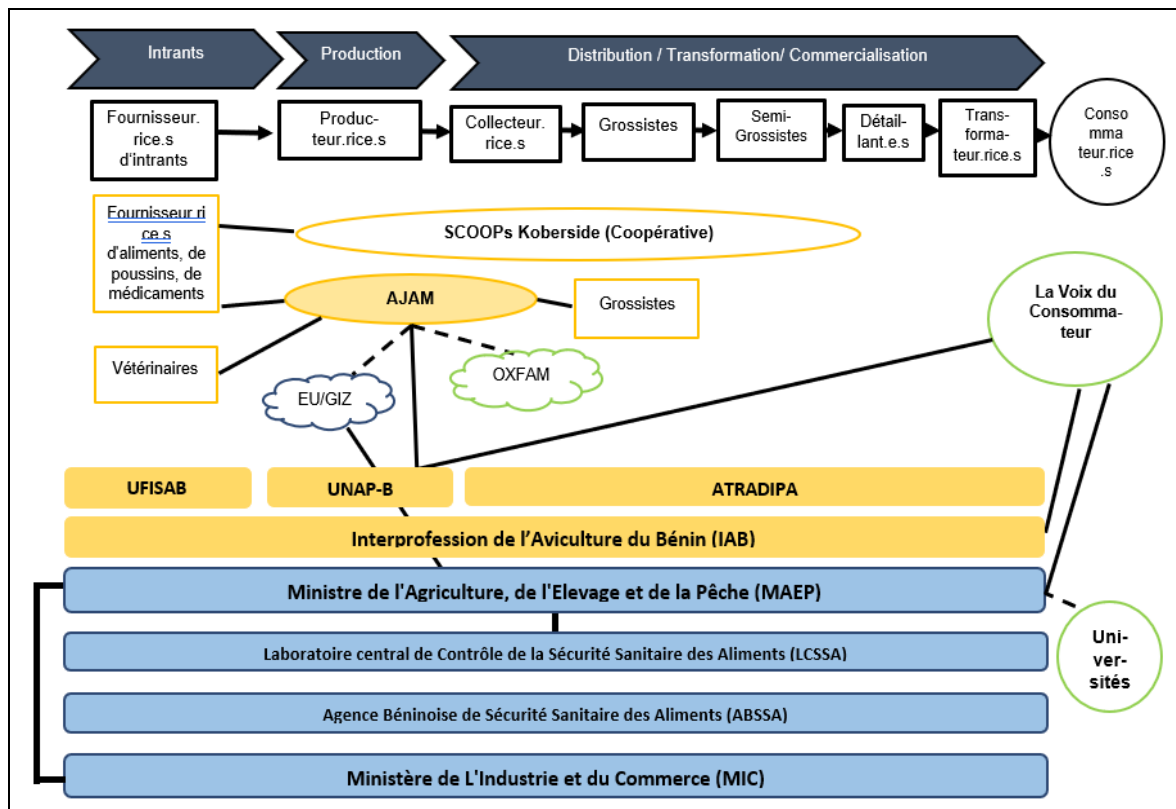 Intrants
Production
Distribution / Transformation/ Commercialisation
Fournisseur.
rice.s
d'intrants
Produc-
teur.rice.s
Collecteur.
rice.s
Grossistes
Semi-
Grossistes
Détail-
lant.e.s
Trans-
forma-
teur.rice.s
Conso
mma
teur.rice
.s
Fournisseur.ri
ce.s
d'aliments, de
poussins, de
médicaments
SCOOPs Koberside (Coopérative)
AJAM
Grossistes
La Voix du
Consomma-
teur
Vétérinaires
EU/GIZ
OXFAM
UFISAB
UNAP-B
ATRADIPA
Interprofession de l’Aviculture du Bénin (IAB)
Ministre de l'Agriculture, de l'Elevage et de la Pêche (MAEP)
Laboratoire central de Contrôle de la Sécurité Sanitaire des Aliments (LCSSA)
Uni-
ver-
sités
Agence Béninoise de Sécurité Sanitaire des Aliments (ABSSA)
Ministère de L'Industrie et du Commerce (MIC)